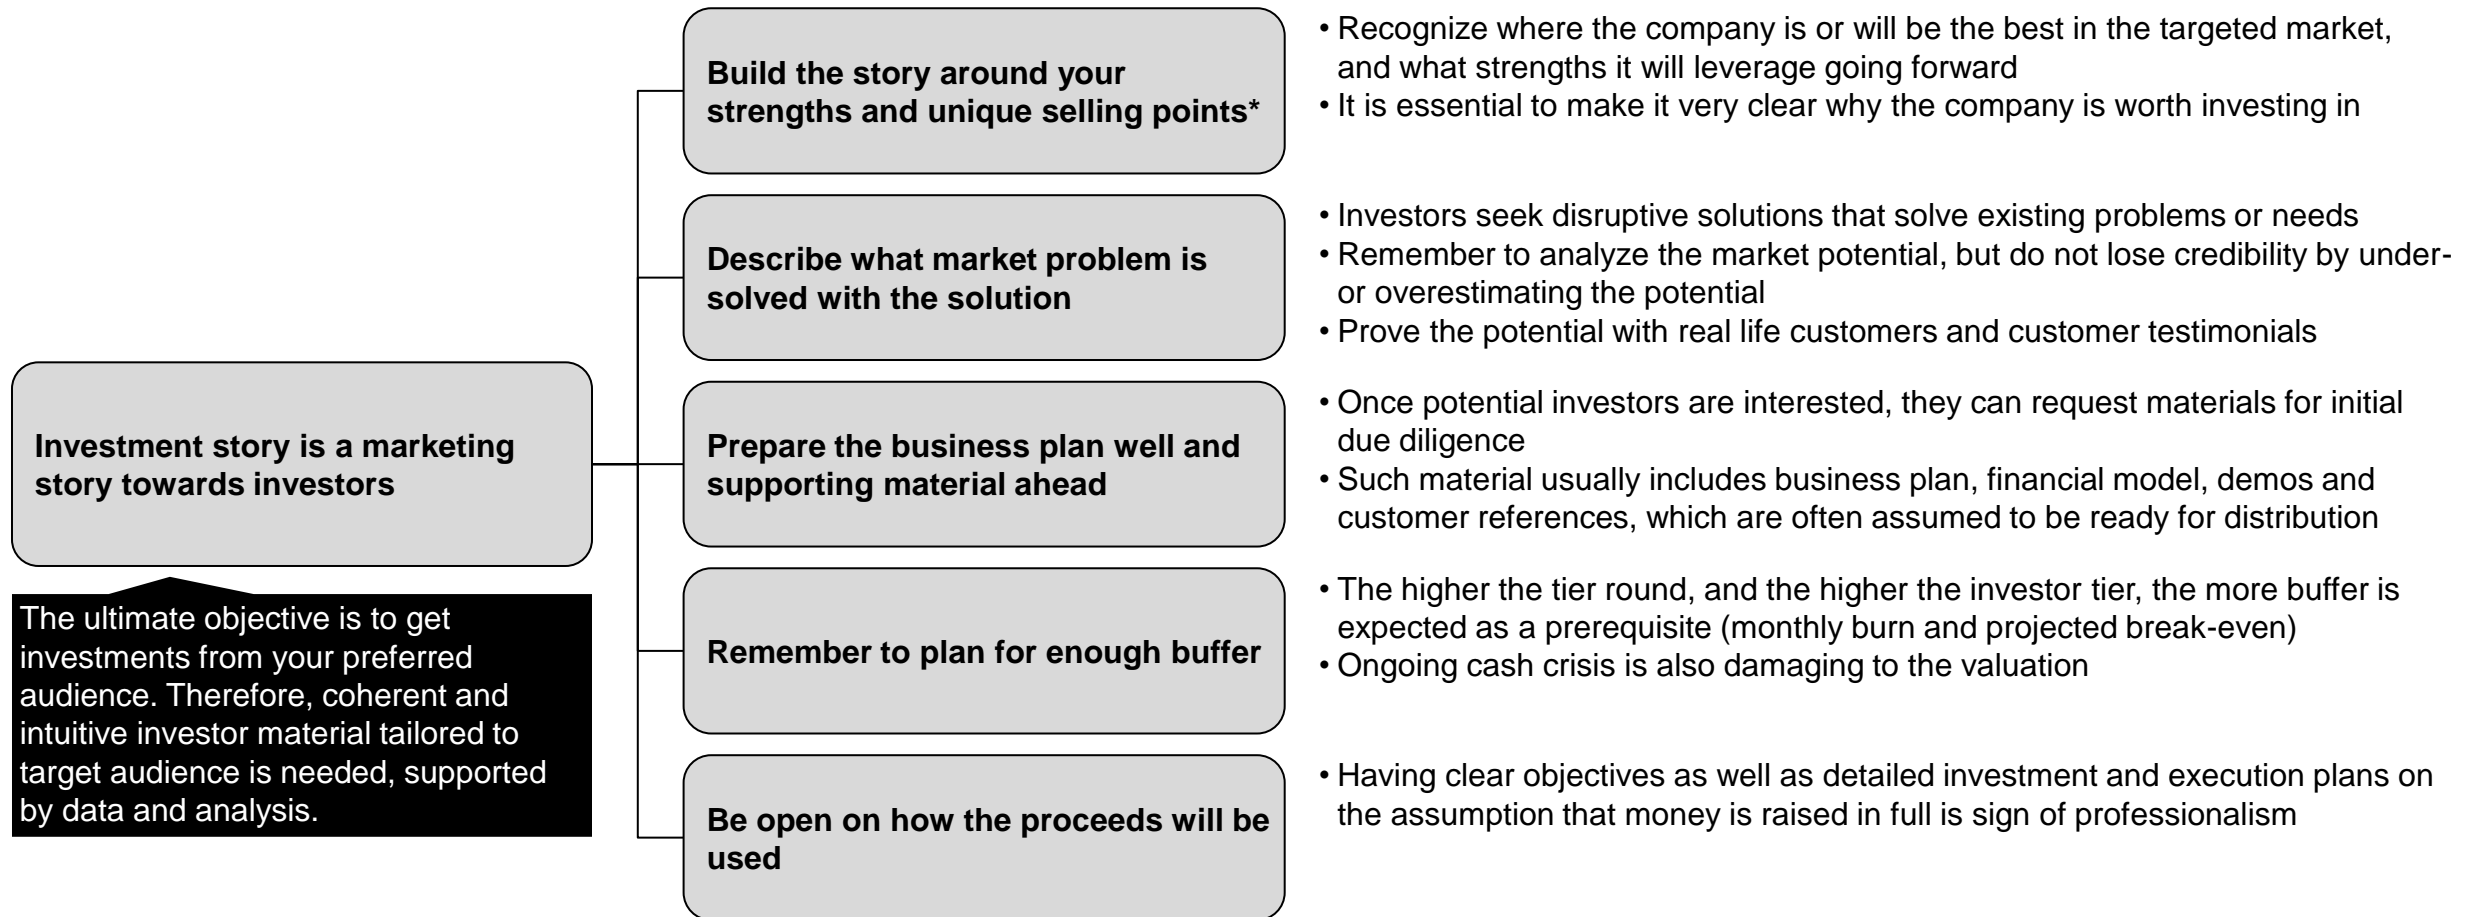 Build the story around your
strengths and unique selling points*
• Recognize where the company is or will be the best in the targeted market,
and what strengths it will leverage going forward
• It is essential to make it very clear why the company is worth investing in
Describe what market problem is
solved with the solution
• Investors seek disruptive solutions that solve existing problems or needs
• Remember to analyze the market potential, but do not lose credibility by under-
or overestimating the potential
• Prove the potential with real life customers and customer testimonials
Investment story is a marketing
story towards investors
Prepare the business plan well and
supporting material ahead
• Once potential investors are interested, they can request materials for initial
due diligence
• Such material usually includes business plan, financial model, demos and
customer references, which are often assumed to be ready for distribution
The ultimate objective is to get
investments from your preferred
audience. Therefore, coherent and
intuitive investor material tailored to
target audience is needed, supported
by data and analysis.
Remember to plan for enough buffer
• The higher the tier round, and the higher the investor tier, the more buffer is
expected as a prerequisite (monthly burn and projected break-even)
• Ongoing cash crisis is also damaging to the valuation
Be open on how the proceeds will be
used
• Having clear objectives as well as detailed investment and execution plans on
the assumption that money is raised in full is sign of professionalism